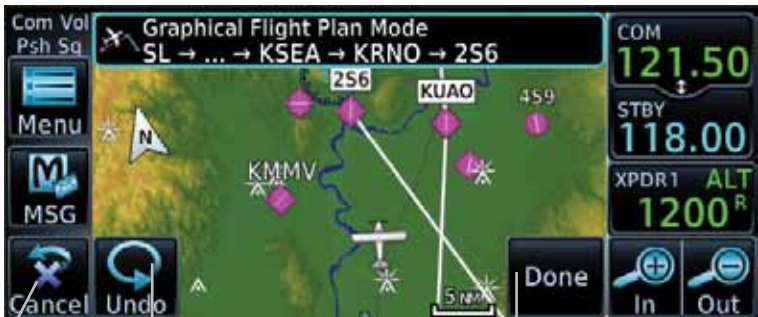 Com Vol
Psh Sq
Graphical Flight Plan Mode
SL → ... → KSEA → KRNO → 2S6
COM
121.50
STBY
118.00
XPDR1 ALT
1200 R
Menu
MSG
Cancel
Undo
N
2S6
KUAO
4S9
KMMV
5 NM
Done
In
Out